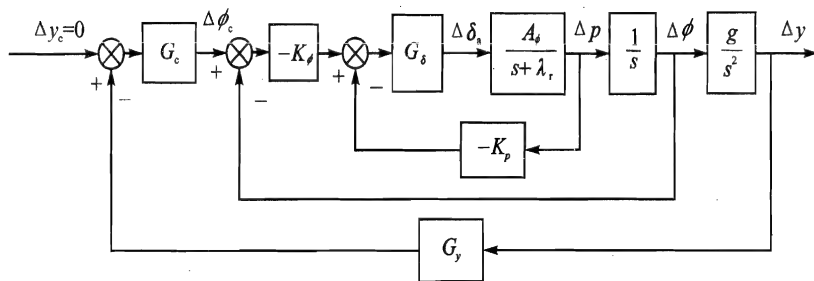 Δy_c=0
+
−
G_c
Δϕ_c
+
−
−K_ϕ
+
−
G_δ
Δδ_a
A_ϕ/(s+λ_r)
Δp
1/s
Δϕ
g/s²
Δy
−K_p
G_y